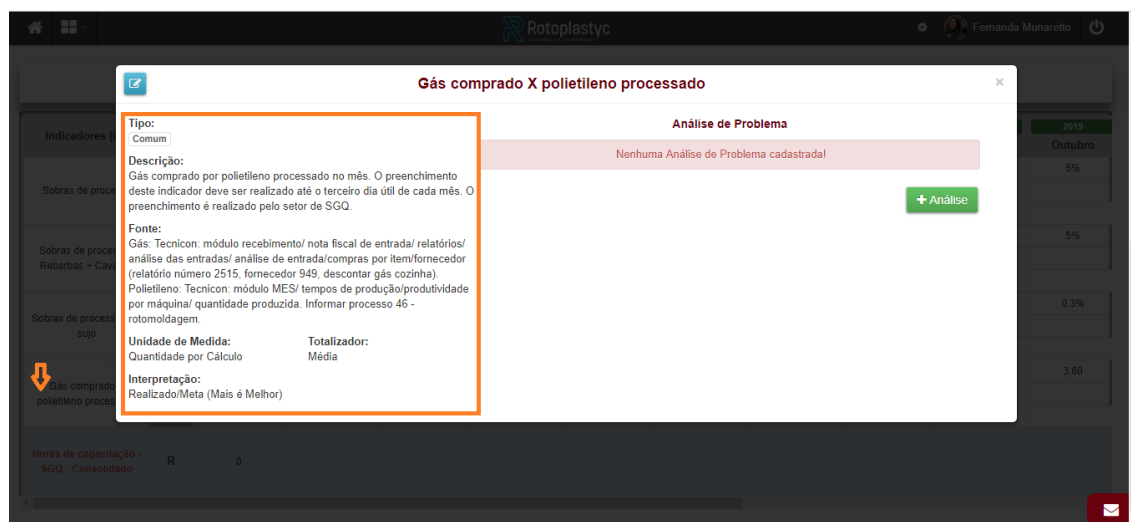 Rotoplastyc
Fernanda Munaretto
Gás comprado X polietileno processado
×
Tipo:
Comum
Descrição:
Gás comprado por polietileno processado no mês. O preenchimento
deste indicador deve ser realizado até o terceiro dia útil de cada mês. O
preenchimento é realizado pelo setor de SGQ.
Fonte:
Gás: Tecnicon: módulo recebimento/ nota fiscal de entrada/ relatórios/
análise das entradas/ análise de entrada/compras por item/fornecedor
(relatório número 2515, fornecedor 949, descontar gás cozinha).
Polietileno: Tecnicon: módulo MES/ tempos de produção/produtividade
por máquina/ quantidade produzida. Informar processo 46 -
rotomoldagem.
Unidade de Medida: Totalizador:
Quantidade por Cálculo Média
Interpretação:
Realizado/Meta (Mais é Melhor)
Análise de Problema
Nenhuma Análise de Problema cadastrada!
+ Análise
Indicadores
Sobras de proce
Sobras de proces
Rebarbas + Cava
Sobras de process
sujo
Gás comprado
polietileno proces
Horas de capacitação -
SGQ - Consolidado
R 0
2019
Outubro
5%
5%
0.3%
3,60